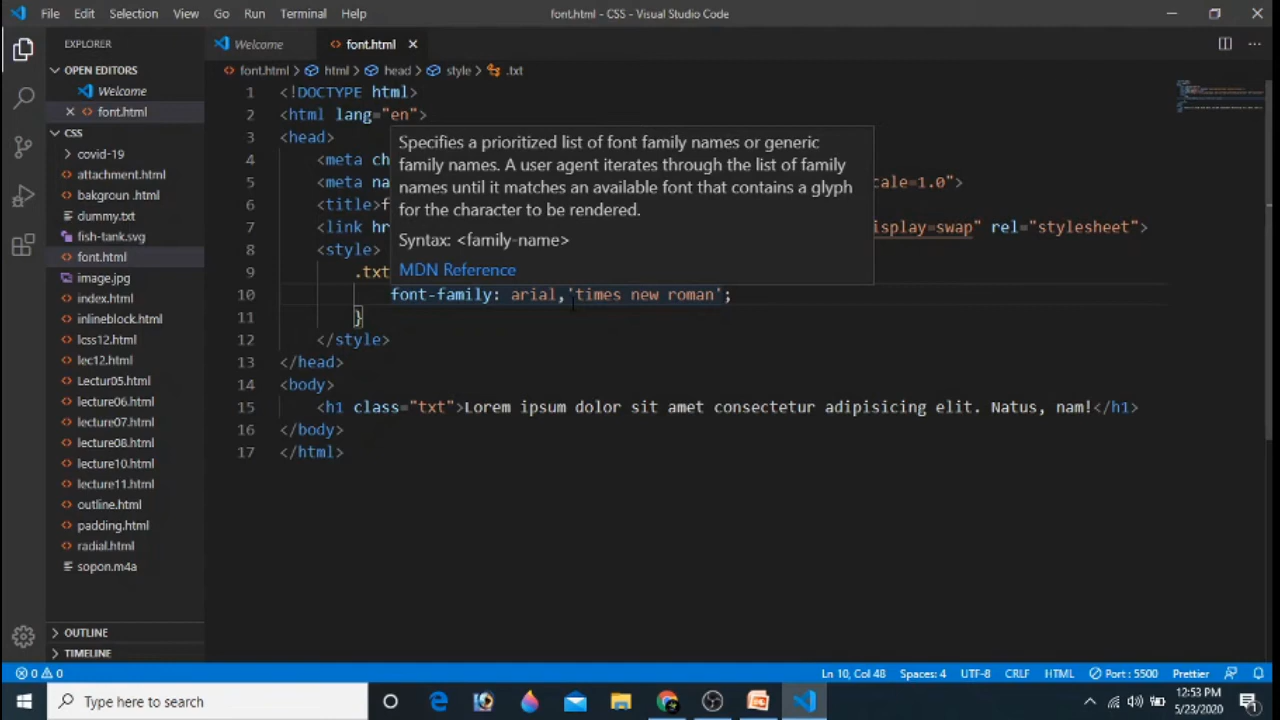 File Edit Selection View Go Run Terminal Help
font.html - CSS - Visual Studio Code
EXPLORER
OPEN EDITORS
Welcome
font.html
CSS
covid-19
attachment.html
bakgroun .html
dummy.txt
fish-tank.svg
font.html
image.jpg
index.html
inlineblock.html
lcss12.html
lec12.html
Lectur05.html
lecture06.html
lecture07.html
lecture08.html
lecture10.html
lecture11.html
outline.html
padding.html
radial.html
sopon.m4a
OUTLINE
TIMELINE
Welcome
font.html
font.html > html > head > style > .txt
1 <!DOCTYPE html>
2 <html lang="en">
3 <head>
4 <meta ch
5 <meta na cale=1.0">
6 <title>f
7 <link hr isplay=swap" rel="stylesheet">
8 <style>
9 .txt
10 font-family: arial,'times new roman';
11 }
12 </style>
13 </head>
14 <body>
15 <h1 class="txt">Lorem ipsum dolor sit amet consectetur adipisicing elit. Natus, nam!</h1>
16 </body>
17 </html>
Specifies a prioritized list of font family names or generic
family names. A user agent iterates through the list of family
names until it matches an available font that contains a glyph
for the character to be rendered.
Syntax: <family-name>
MDN Reference
0 0
Ln 10, Col 48 Spaces: 4 UTF-8 CRLF HTML Port : 5500 Prettier
Type here to search
12:53 PM
5/23/2020
1